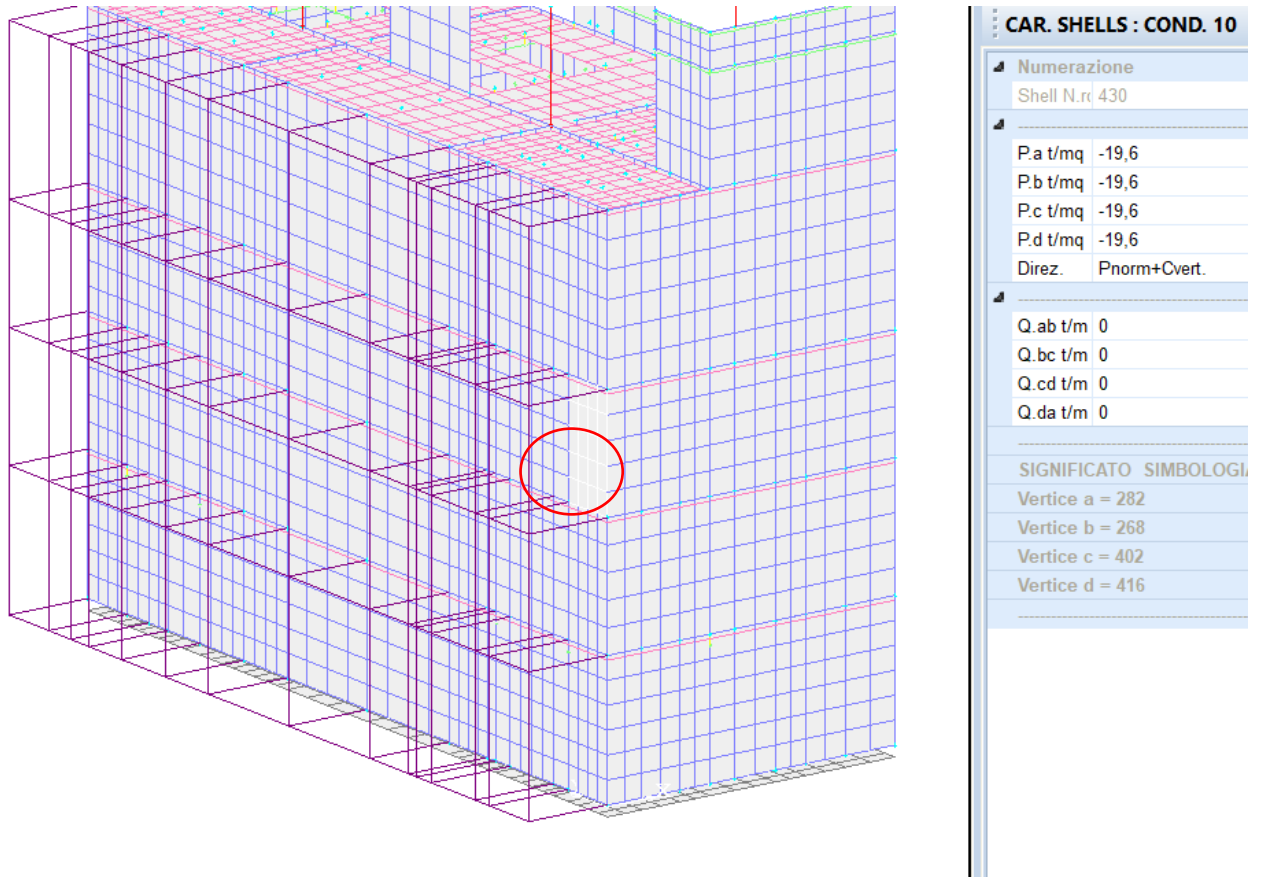 CAR. SHELLS : COND. 10
Numerazione
Shell N.ro 430
P.a t/mq -19,6
P.b t/mq -19,6
P.c t/mq -19,6
P.d t/mq -19,6
Direz. Pnorm+Cvert.
Q.ab t/m 0
Q.bc t/m 0
Q.cd t/m 0
Q.da t/m 0
SIGNIFICATO SIMBOLOGIA
Vertice a = 282
Vertice b = 268
Vertice c = 402
Vertice d = 416